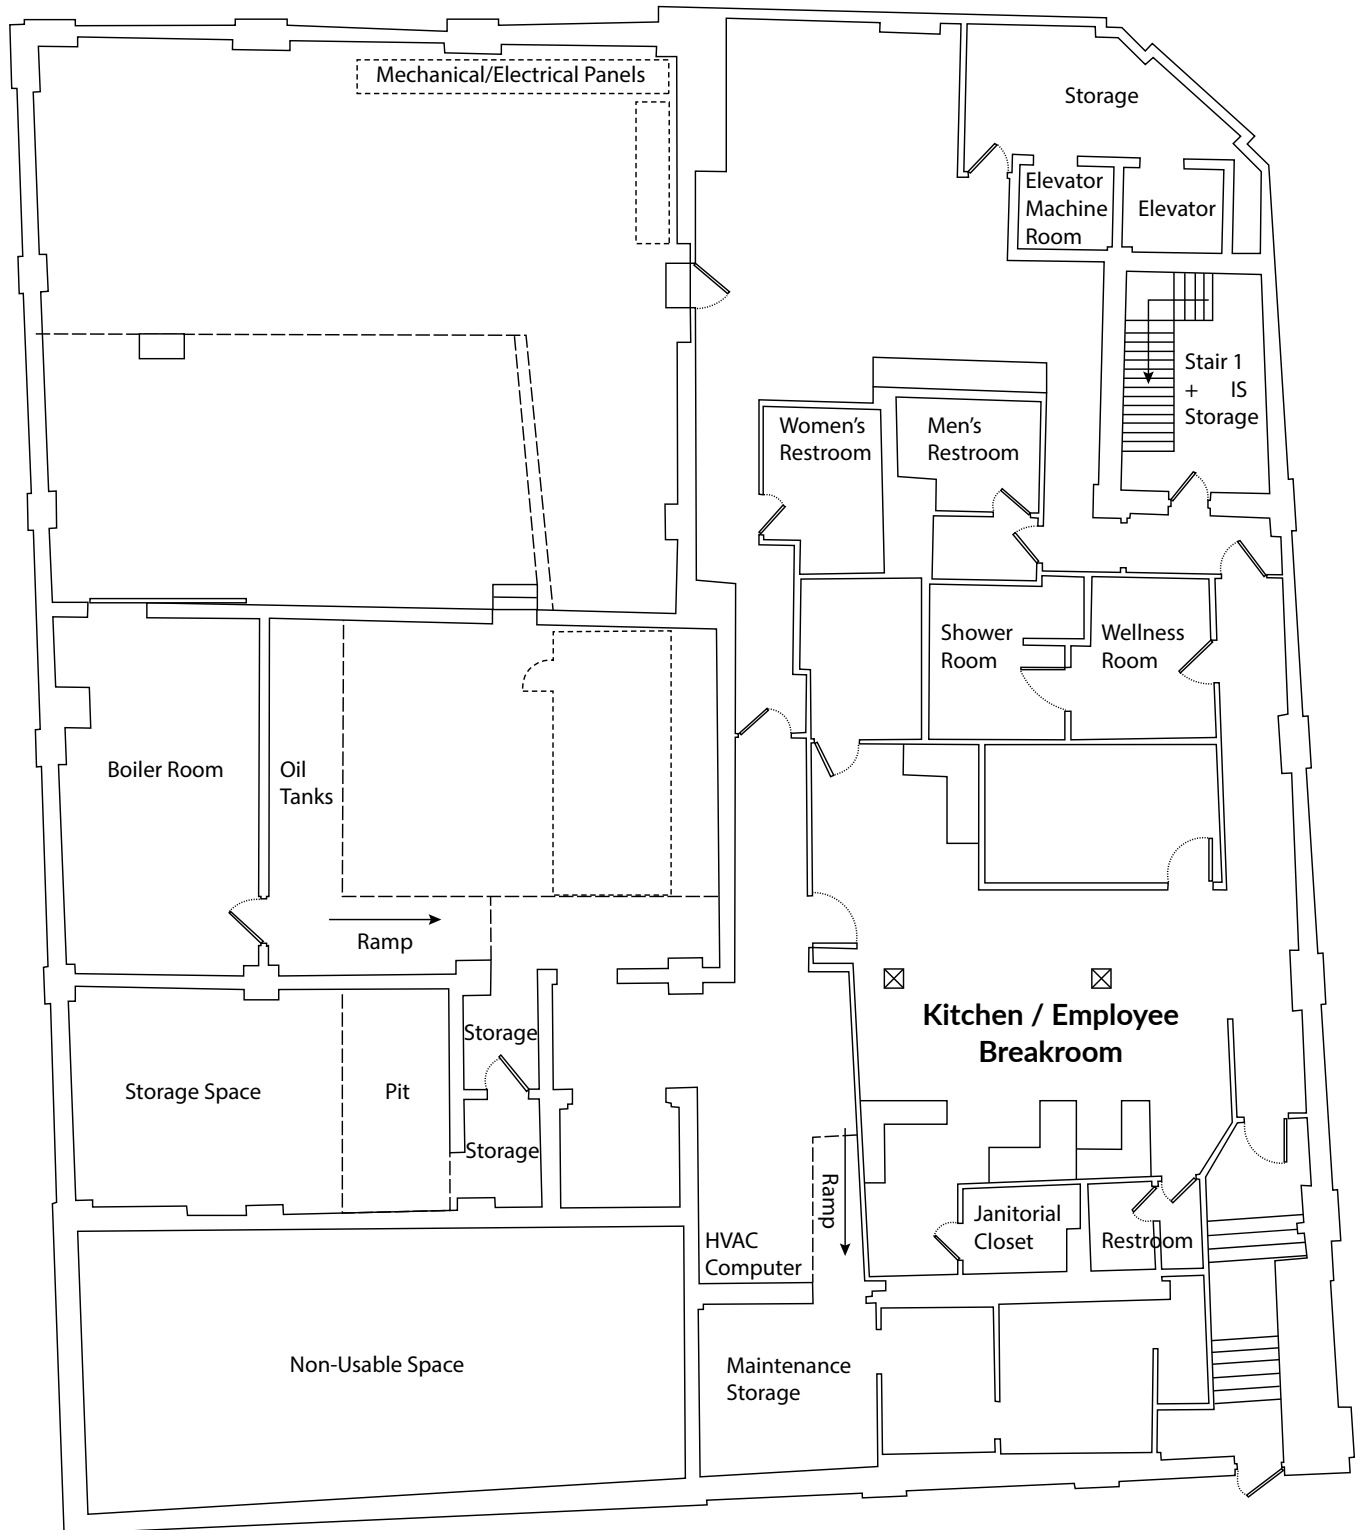 Mechanical/Electrical Panels
Storage
Elevator
Machine
Room
Elevator
Stair 1
+ IS
Storage
Women's
Restroom
Men's
Restroom
Shower
Room
Wellness
Room
Boiler Room
Oil
Tanks
Ramp
Kitchen / Employee
Breakroom
Storage
Storage Space
Pit
Storage
Ramp
Janitorial
Closet
Restroom
HVAC
Computer
Non-Usable Space
Maintenance
Storage